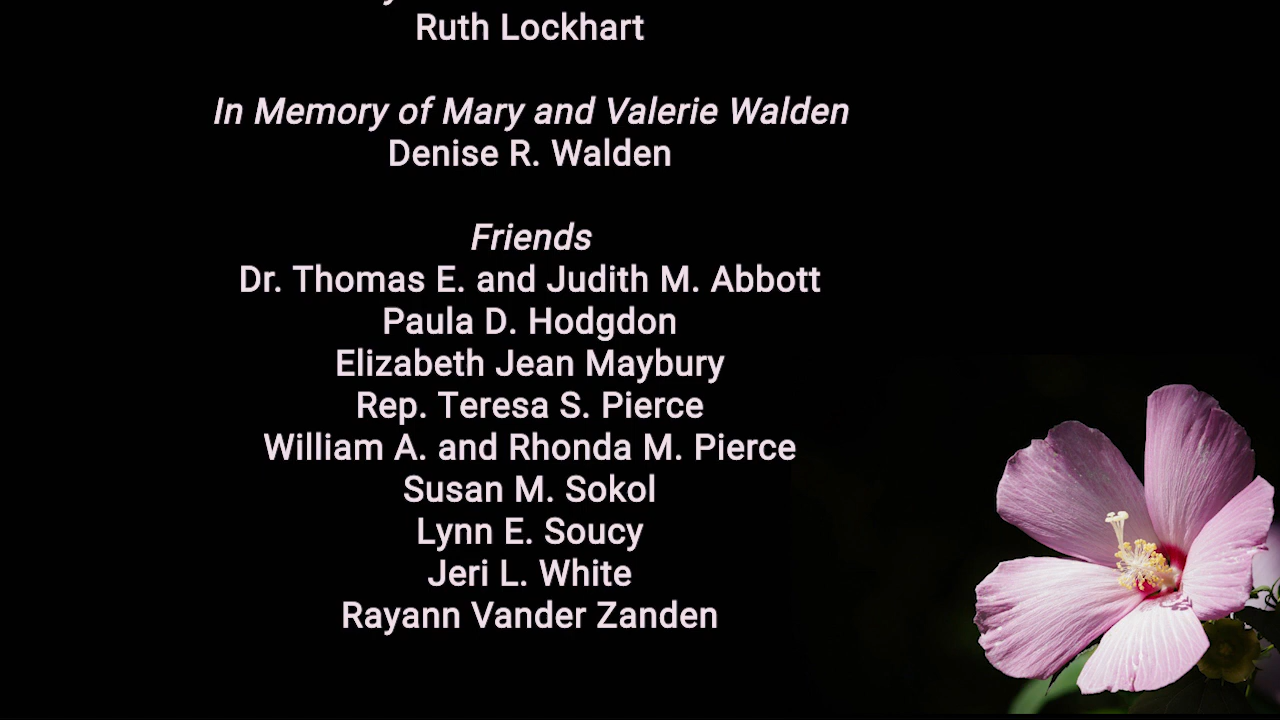 Ruth Lockhart
In Memory of Mary and Valerie Walden
Denise R. Walden
Friends
Dr. Thomas E. and Judith M. Abbott
Paula D. Hodgdon
Elizabeth Jean Maybury
Rep. Teresa S. Pierce
William A. and Rhonda M. Pierce
Susan M. Sokol
Lynn E. Soucy
Jeri L. White
Rayann Vander Zanden